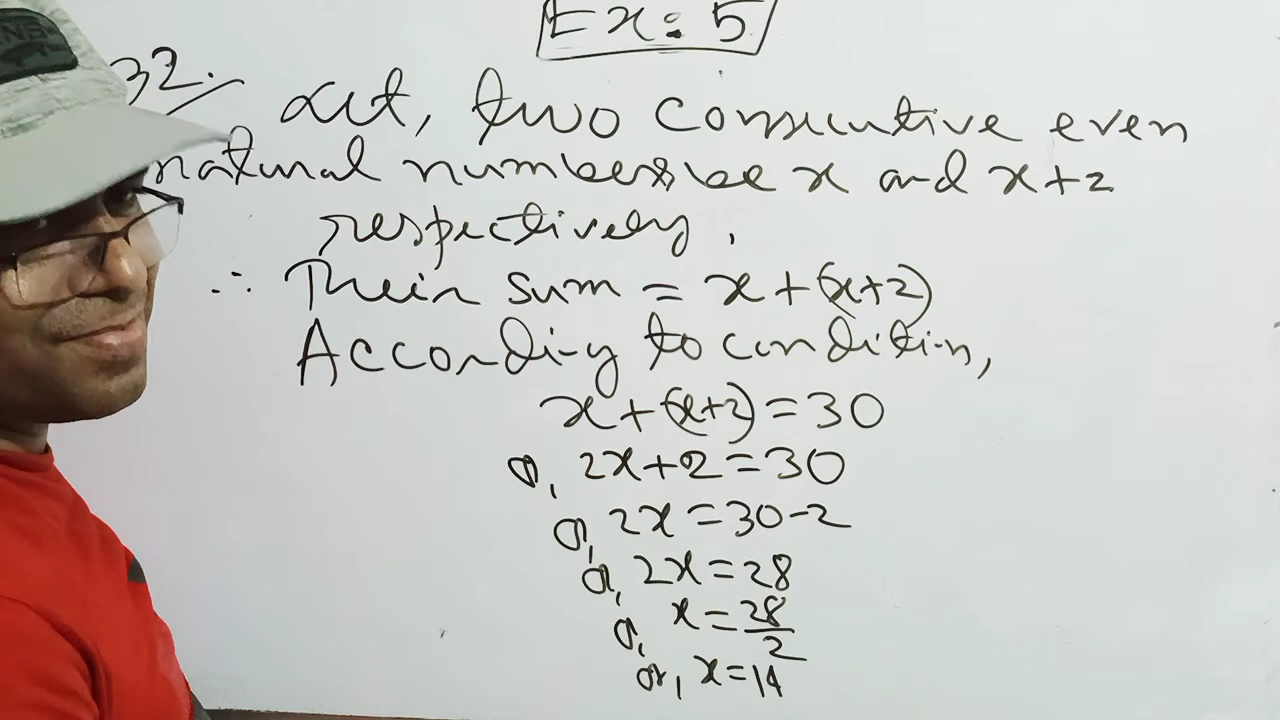 Ex: 5
32. Let, two consecutive even
natural numbers be x and x+2
respectively.
∴ Their sum = x+(x+2)
According to condition,
x+(x+2)=30
or, 2x+2=30
or, 2x=30-2
or, 2x=28
or, x=28/2
or, x=14